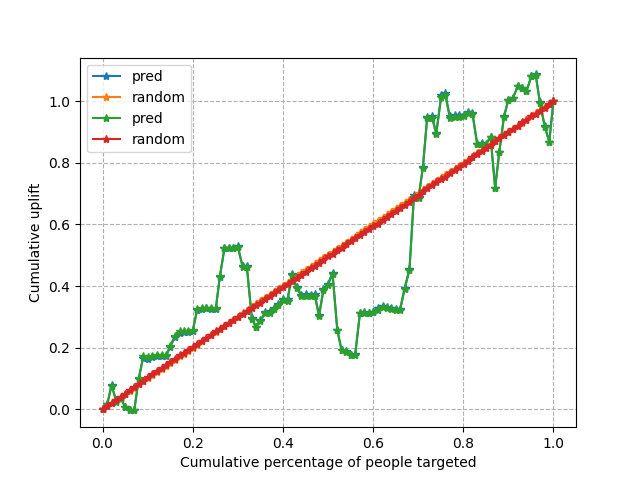 pred
random
pred
random
1.0
0.8
0.6
0.4
0.2
0.0
Cumulative uplift
0.0 0.2 0.4 0.6 0.8 1.0
Cumulative percentage of people targeted